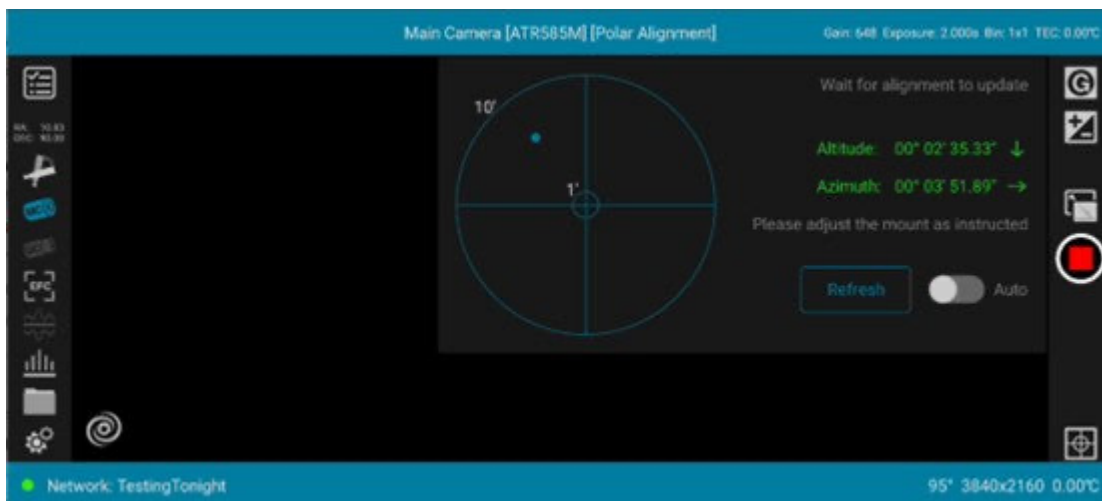 Main Camera [ATR585M] [Polar Alignment]
Gain: 648 Exposure: 2.000s Bin: 1x1 TEC: 0.00°C
Wait for alignment to update
10'
Altitude: 00° 02' 35.33" ↓
1'
Azimuth: 00° 03' 51.89" →
Please adjust the mount as instructed
Refresh
Auto
EFC
G
Network: TestingTonight
95° 3840x2160 0.00°C